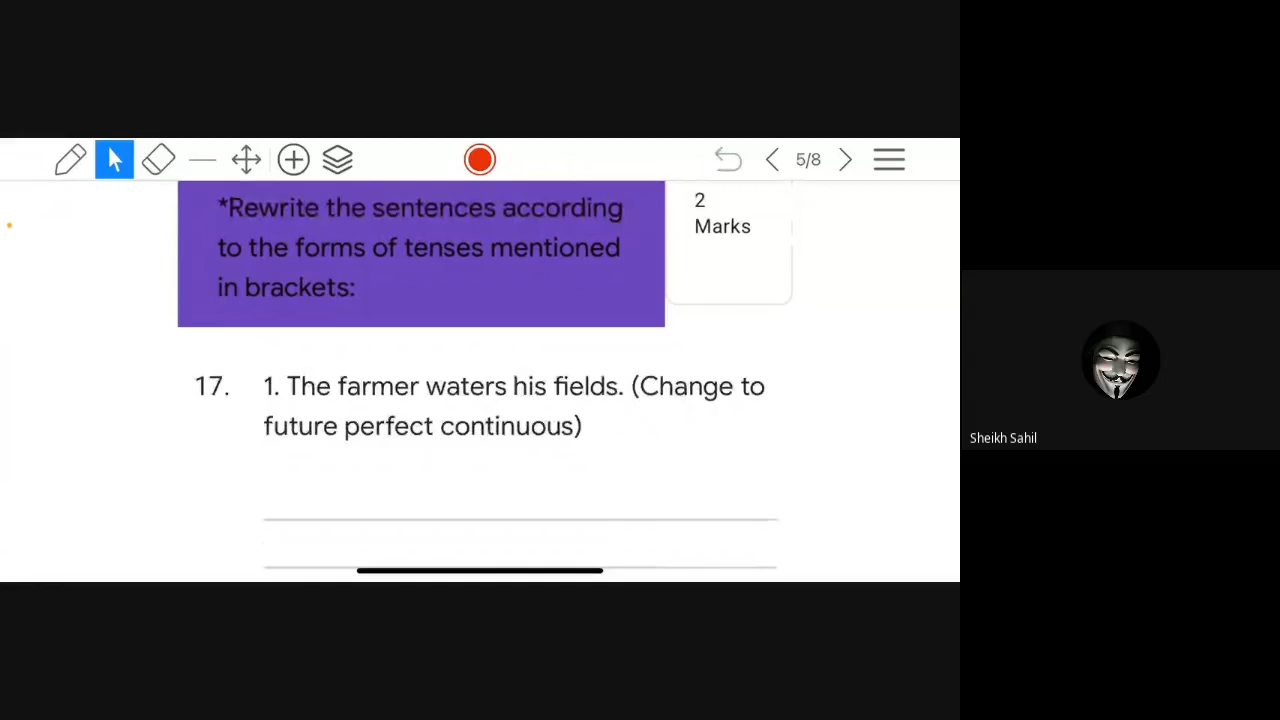 5/8
*Rewrite the sentences according
to the forms of tenses mentioned
in brackets:
2
Marks
17. 1. The farmer waters his fields. (Change to
future perfect continuous)
Sheikh Sahil